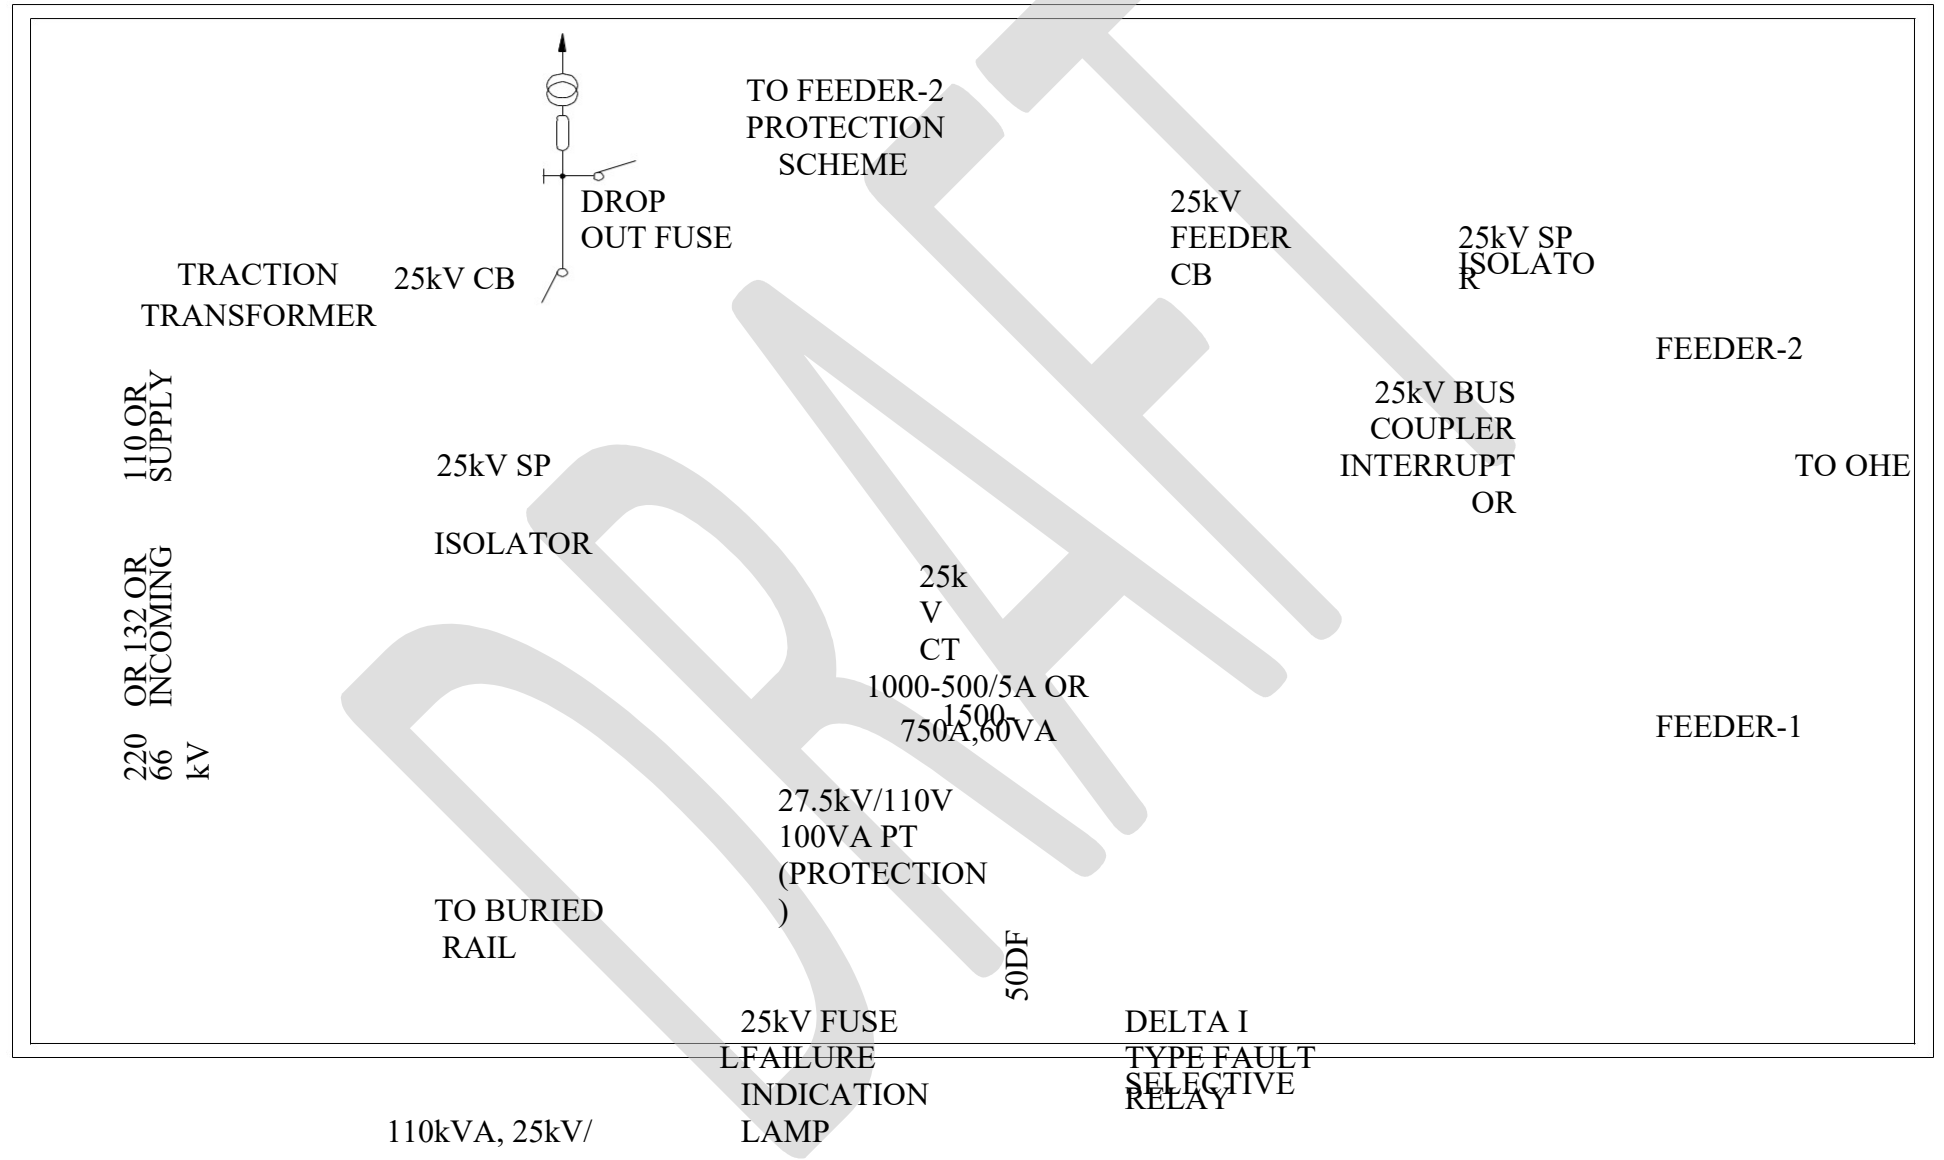 TO FEEDER-2
PROTECTION
SCHEME
DROP
OUT FUSE
25kV
FEEDER
CB
25kV SP
ISOLATO
R
TRACTION
TRANSFORMER
25kV CB
FEEDER-2
110 OR
SUPPLY
25kV BUS
COUPLER
INTERRUPT
OR
25kV SP
ISOLATOR
TO OHE
OR 132 OR
INCOMING
25k
V
CT
1000-500/5A OR
1500-
750A,60VA
FEEDER-1
220
66
kV
27.5kV/110V
100VA PT
(PROTECTION
)
TO BURIED
RAIL
50DF
25kV FUSE
LFAILURE
INDICATION
LAMP
DELTA I
TYPE FAULT
SELECTIVE
RELAY
110kVA, 25kV/
DRAFT